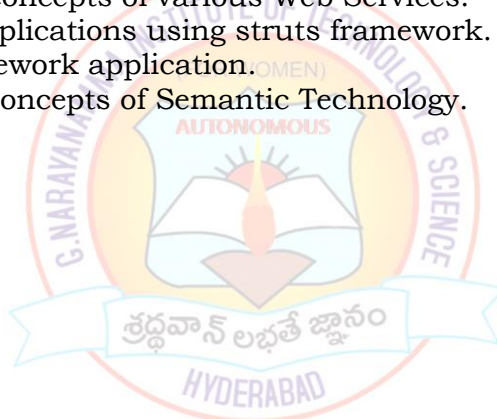 concepts of various Web Services.
plications using struts framework.
ework application.
oncepts of Semantic Technology.
G.NARAYANAMMA INSTITUTE OF TECHNOLOGY & SCIENCE
WOMEN)
AUTONOMOUS
శ్రద్ధవాన్ లభతే జ్ఞానం
HYDERABAD